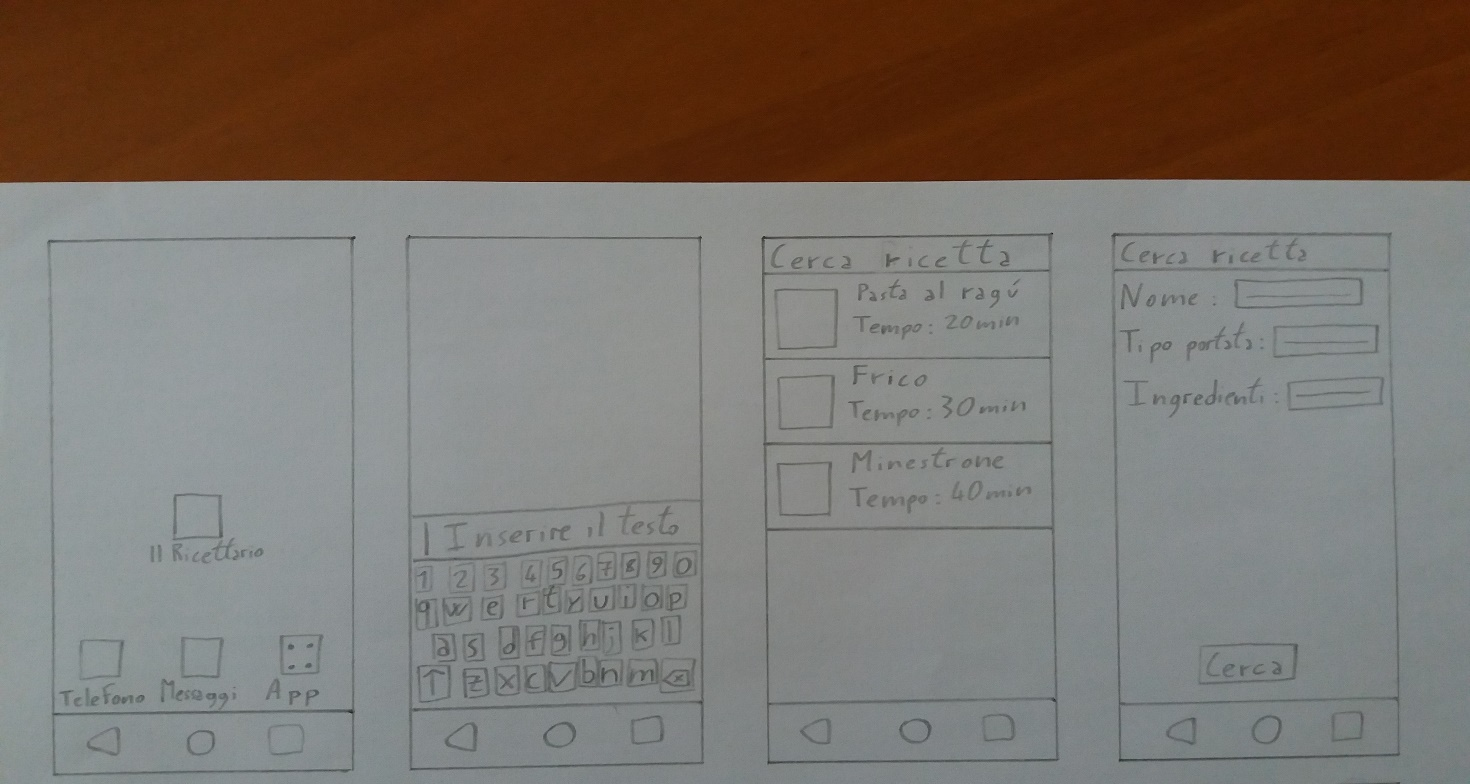 Il Ricettario
Telefono Messaggi App
Inserire il testo
1 2 3 4 5 6 7 8 9 0
q w e r t y u i o p
a s d f g h j k l
z x c v b n m
Cerca ricetta
Pasta al ragú
Tempo: 20min
Frico
Tempo: 30min
Minestrone
Tempo: 40min
Cerca ricetta
Nome:
Tipo portata:
Ingredienti:
Cerca